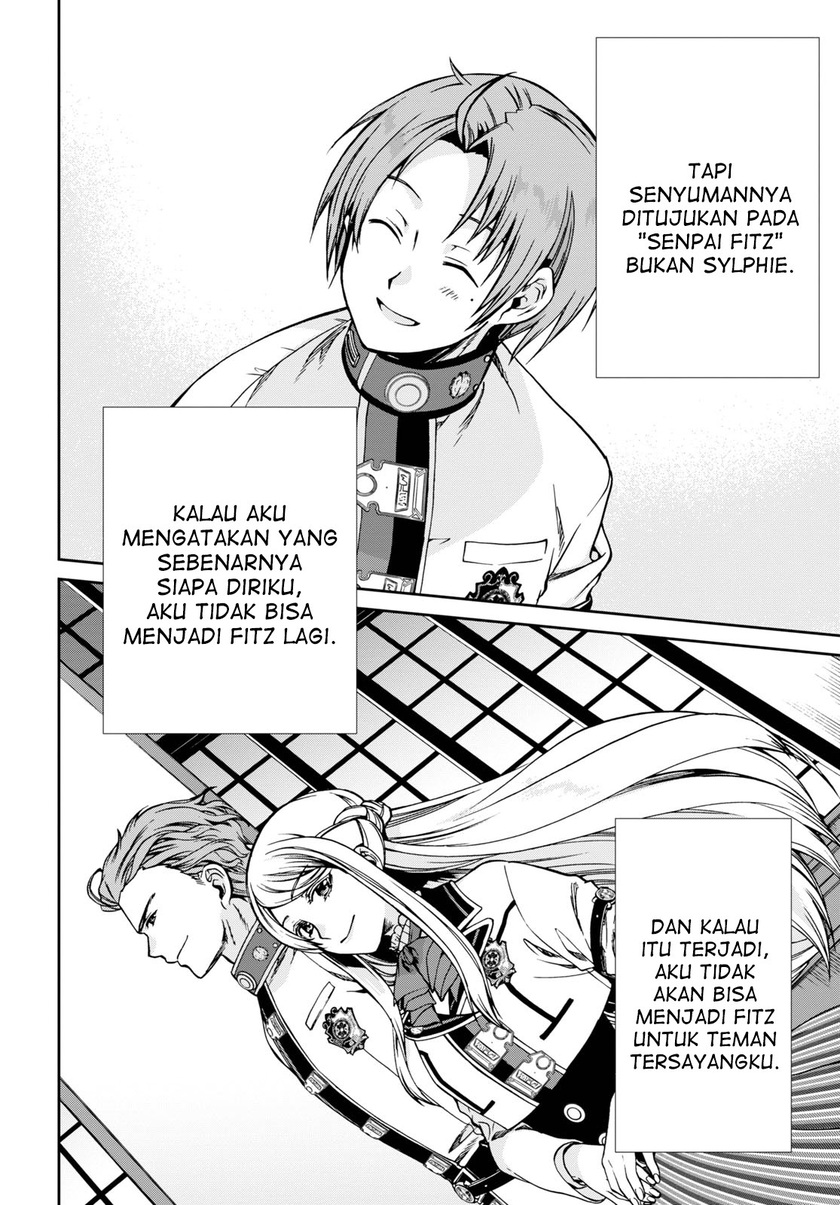 TAPI
SENYUMANNYA
DITUJUKAN PADA
"SENPAI FITZ"
BUKAN SYLPHIE.
KALAU AKU
MENGATAKAN YANG
SEBENARNYA
SIAPA DIRIKU,
AKU TIDAK BISA
MENJADI FITZ LAGI.
DAN KALAU
ITU TERJADI,
AKU TIDAK
AKAN BISA
MENJADI FITZ
UNTUK TEMAN
TERSAYANGKU.